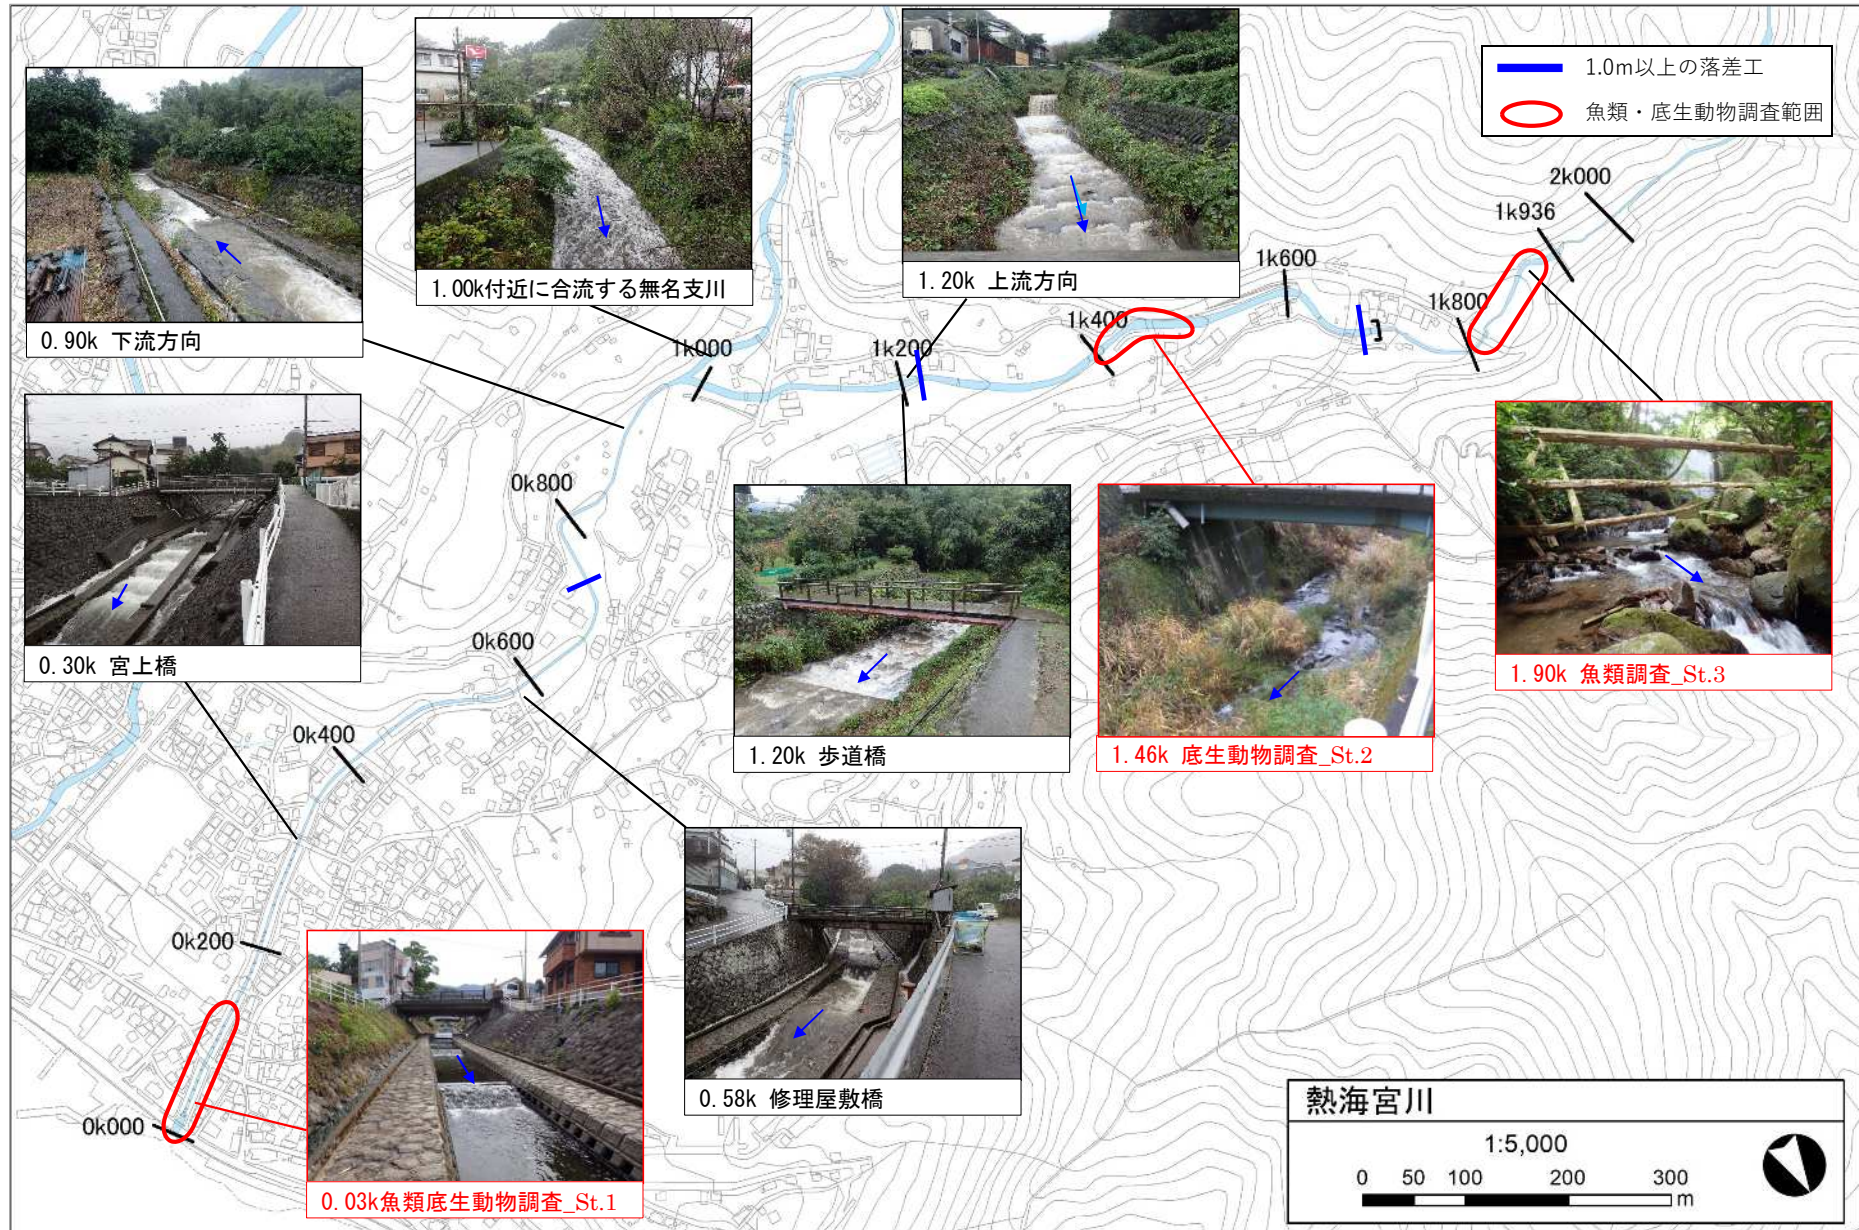 1.0m以上の落差工
魚類・底生動物調査範囲
0.90k 下流方向
1.00k付近に合流する無名支川
1.20k 上流方向
2k000
1k936
1k800
1k600
1k400
1k200
1k000
0k800
0k600
0k400
0k200
0k000
0.30k 宮上橋
1.20k 歩道橋
1.46k 底生動物調査_St.2
1.90k 魚類調査_St.3
0.03k魚類底生動物調査_St.1
0.58k 修理屋敷橋
熱海宮川
1:5,000
0 50 100 200 300
m